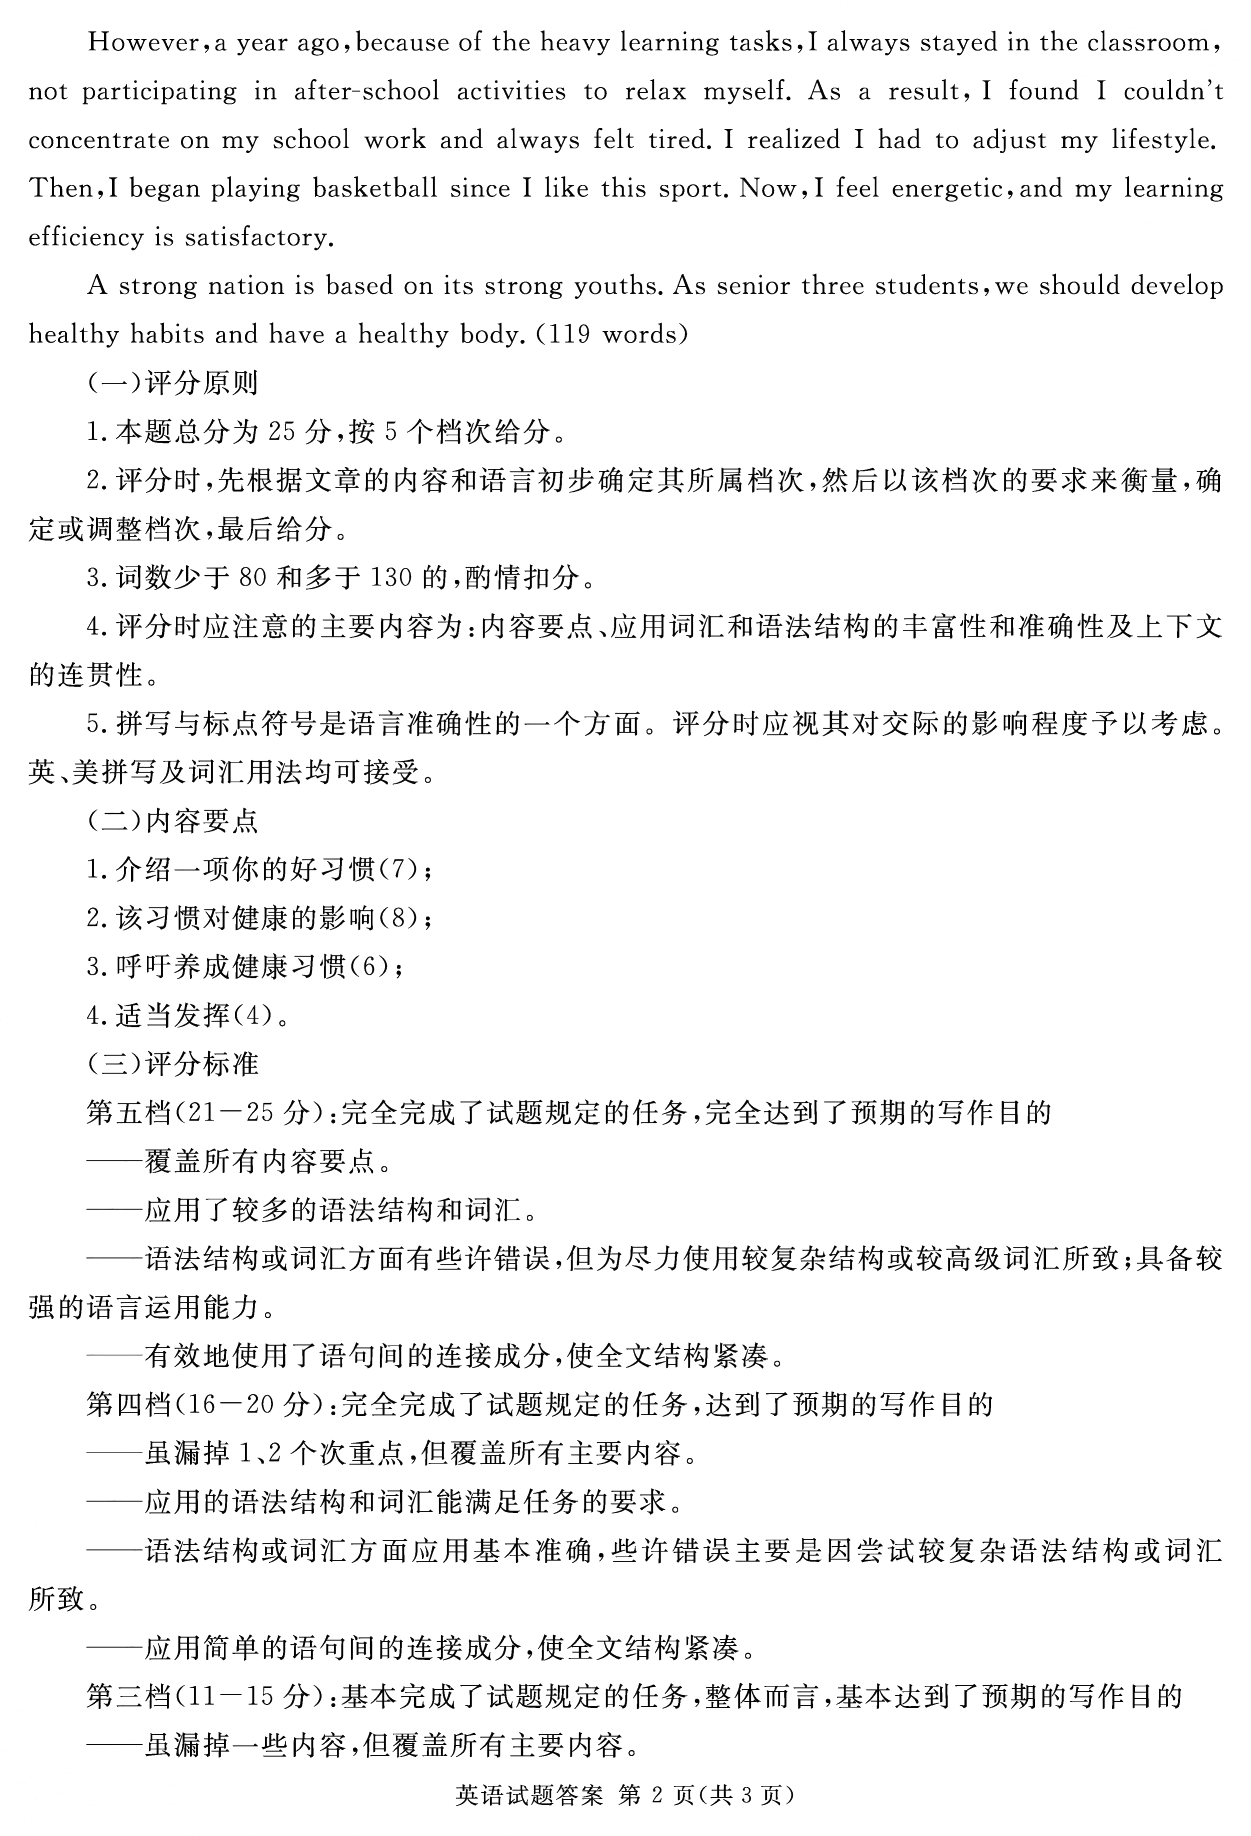 However,a year ago,because of the heavy learning tasks,I always stayed in the classroom,
not participating in after-school activities to relax myself. As a result, I found I couldn't
concentrate on my school work and always felt tired. I realized I had to adjust my lifestyle.
Then,I began playing basketball since I like this sport. Now,I feel energetic,and my learning
efficiency is satisfactory.
A strong nation is based on its strong youths. As senior three students,we should develop
healthy habits and have a healthy body. (119 words)
(一)评分原则
1. 本题总分为 25 分,按 5 个档次给分。
2. 评分时,先根据文章的内容和语言初步确定其所属档次,然后以该档次的要求来衡量,确
定或调整档次,最后给分。
3. 词数少于 80 和多于 130 的,酌情扣分。
4. 评分时应注意的主要内容为:内容要点、应用词汇和语法结构的丰富性和准确性及上下文
的连贯性。
5. 拼写与标点符号是语言准确性的一个方面。评分时应视其对交际的影响程度予以考虑。
英、美拼写及词汇用法均可接受。
(二)内容要点
1. 介绍一项你的好习惯(7);
2. 该习惯对健康的影响(8);
3. 呼吁养成健康习惯(6);
4. 适当发挥(4)。
(三)评分标准
第五档(21—25 分):完全完成了试题规定的任务,完全达到了预期的写作目的
——覆盖所有内容要点。
——应用了较多的语法结构和词汇。
——语法结构或词汇方面有些许错误,但为尽力使用较复杂结构或较高级词汇所致;具备较
强的语言运用能力。
——有效地使用了语句间的连接成分,使全文结构紧凑。
第四档(16—20 分):完全完成了试题规定的任务,达到了预期的写作目的
——虽漏掉 1、2 个次重点,但覆盖所有主要内容。
——应用的语法结构和词汇能满足任务的要求。
——语法结构或词汇方面应用基本准确,些许错误主要是因尝试较复杂语法结构或词汇
所致。
——应用简单的语句间的连接成分,使全文结构紧凑。
第三档(11—15 分):基本完成了试题规定的任务,整体而言,基本达到了预期的写作目的
——虽漏掉一些内容,但覆盖所有主要内容。
英语试题答案 第 2 页(共 3 页)